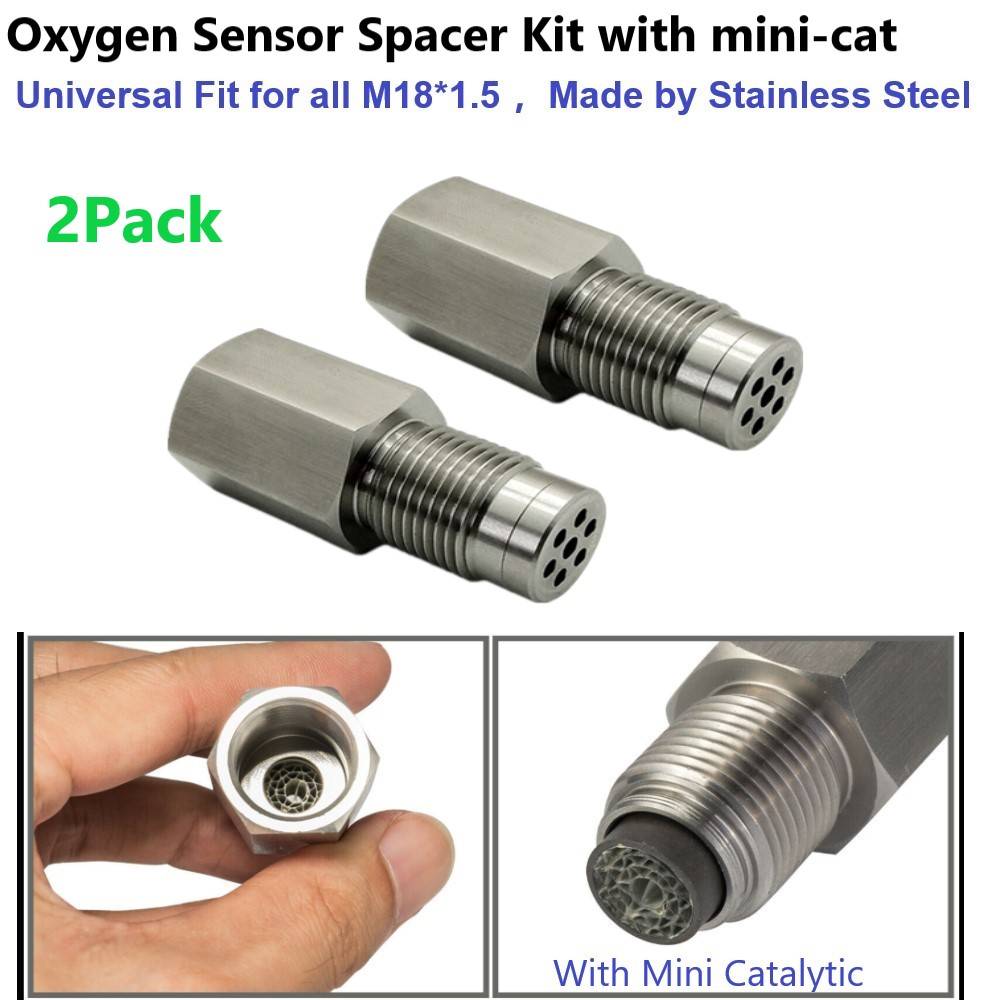 Oxygen Sensor Spacer Kit with mini-cat
Universal Fit for all M18*1.5 , Made by Stainless Steel
2Pack
With Mini Catalytic